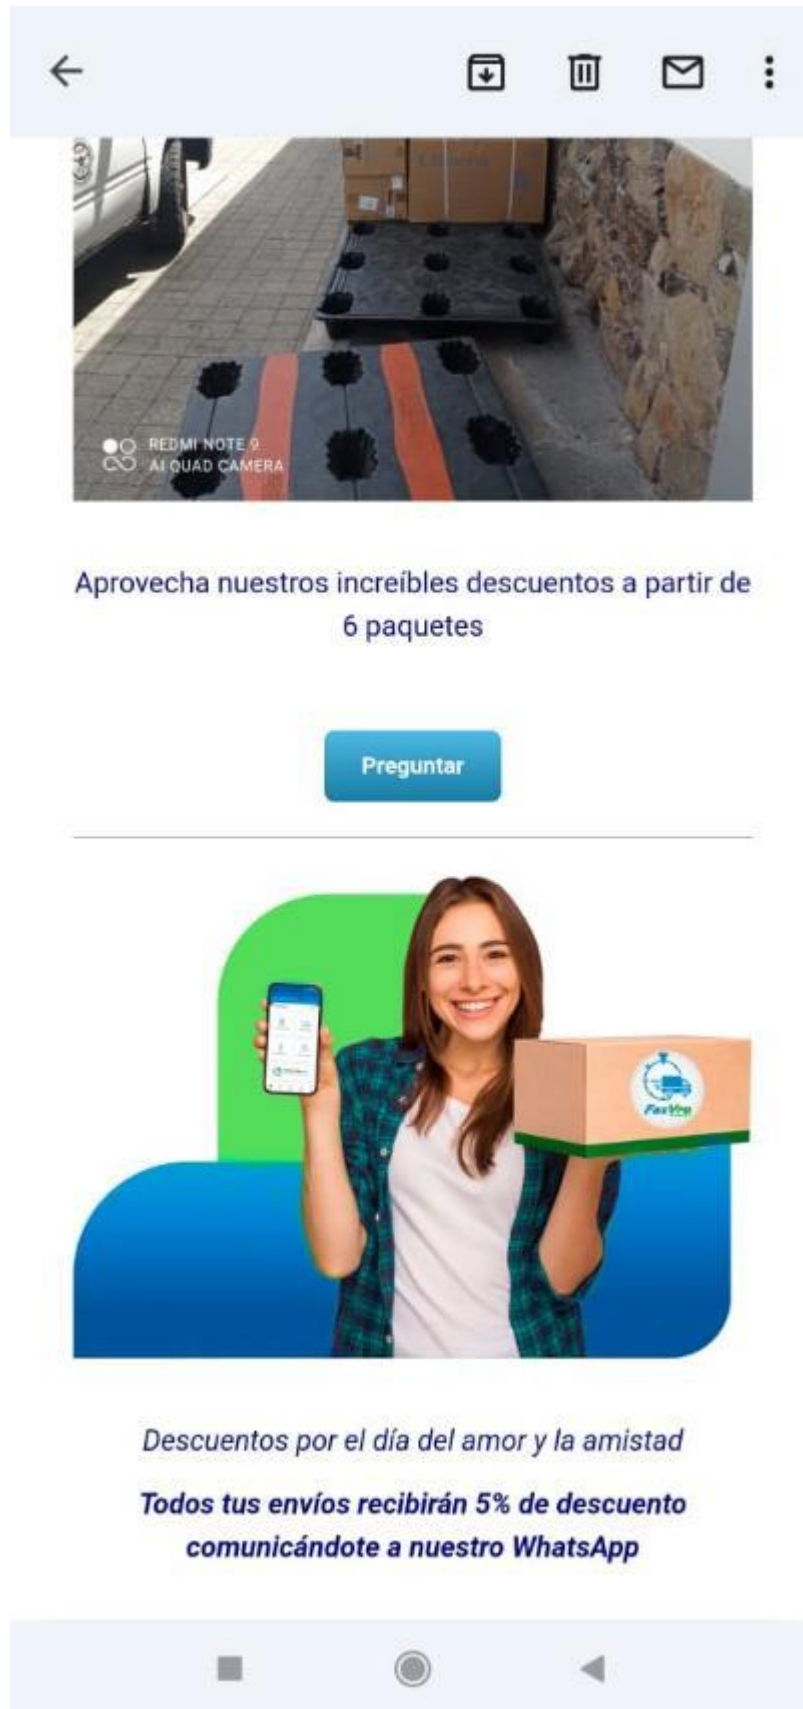 REDMI NOTE 9
AI QUAD CAMERA
Aprovecha nuestros increíbles descuentos a partir de
6 paquetes
Preguntar
Descuentos por el día del amor y la amistad
Todos tus envíos recibirán 5% de descuento
comunicándote a nuestro WhatsApp